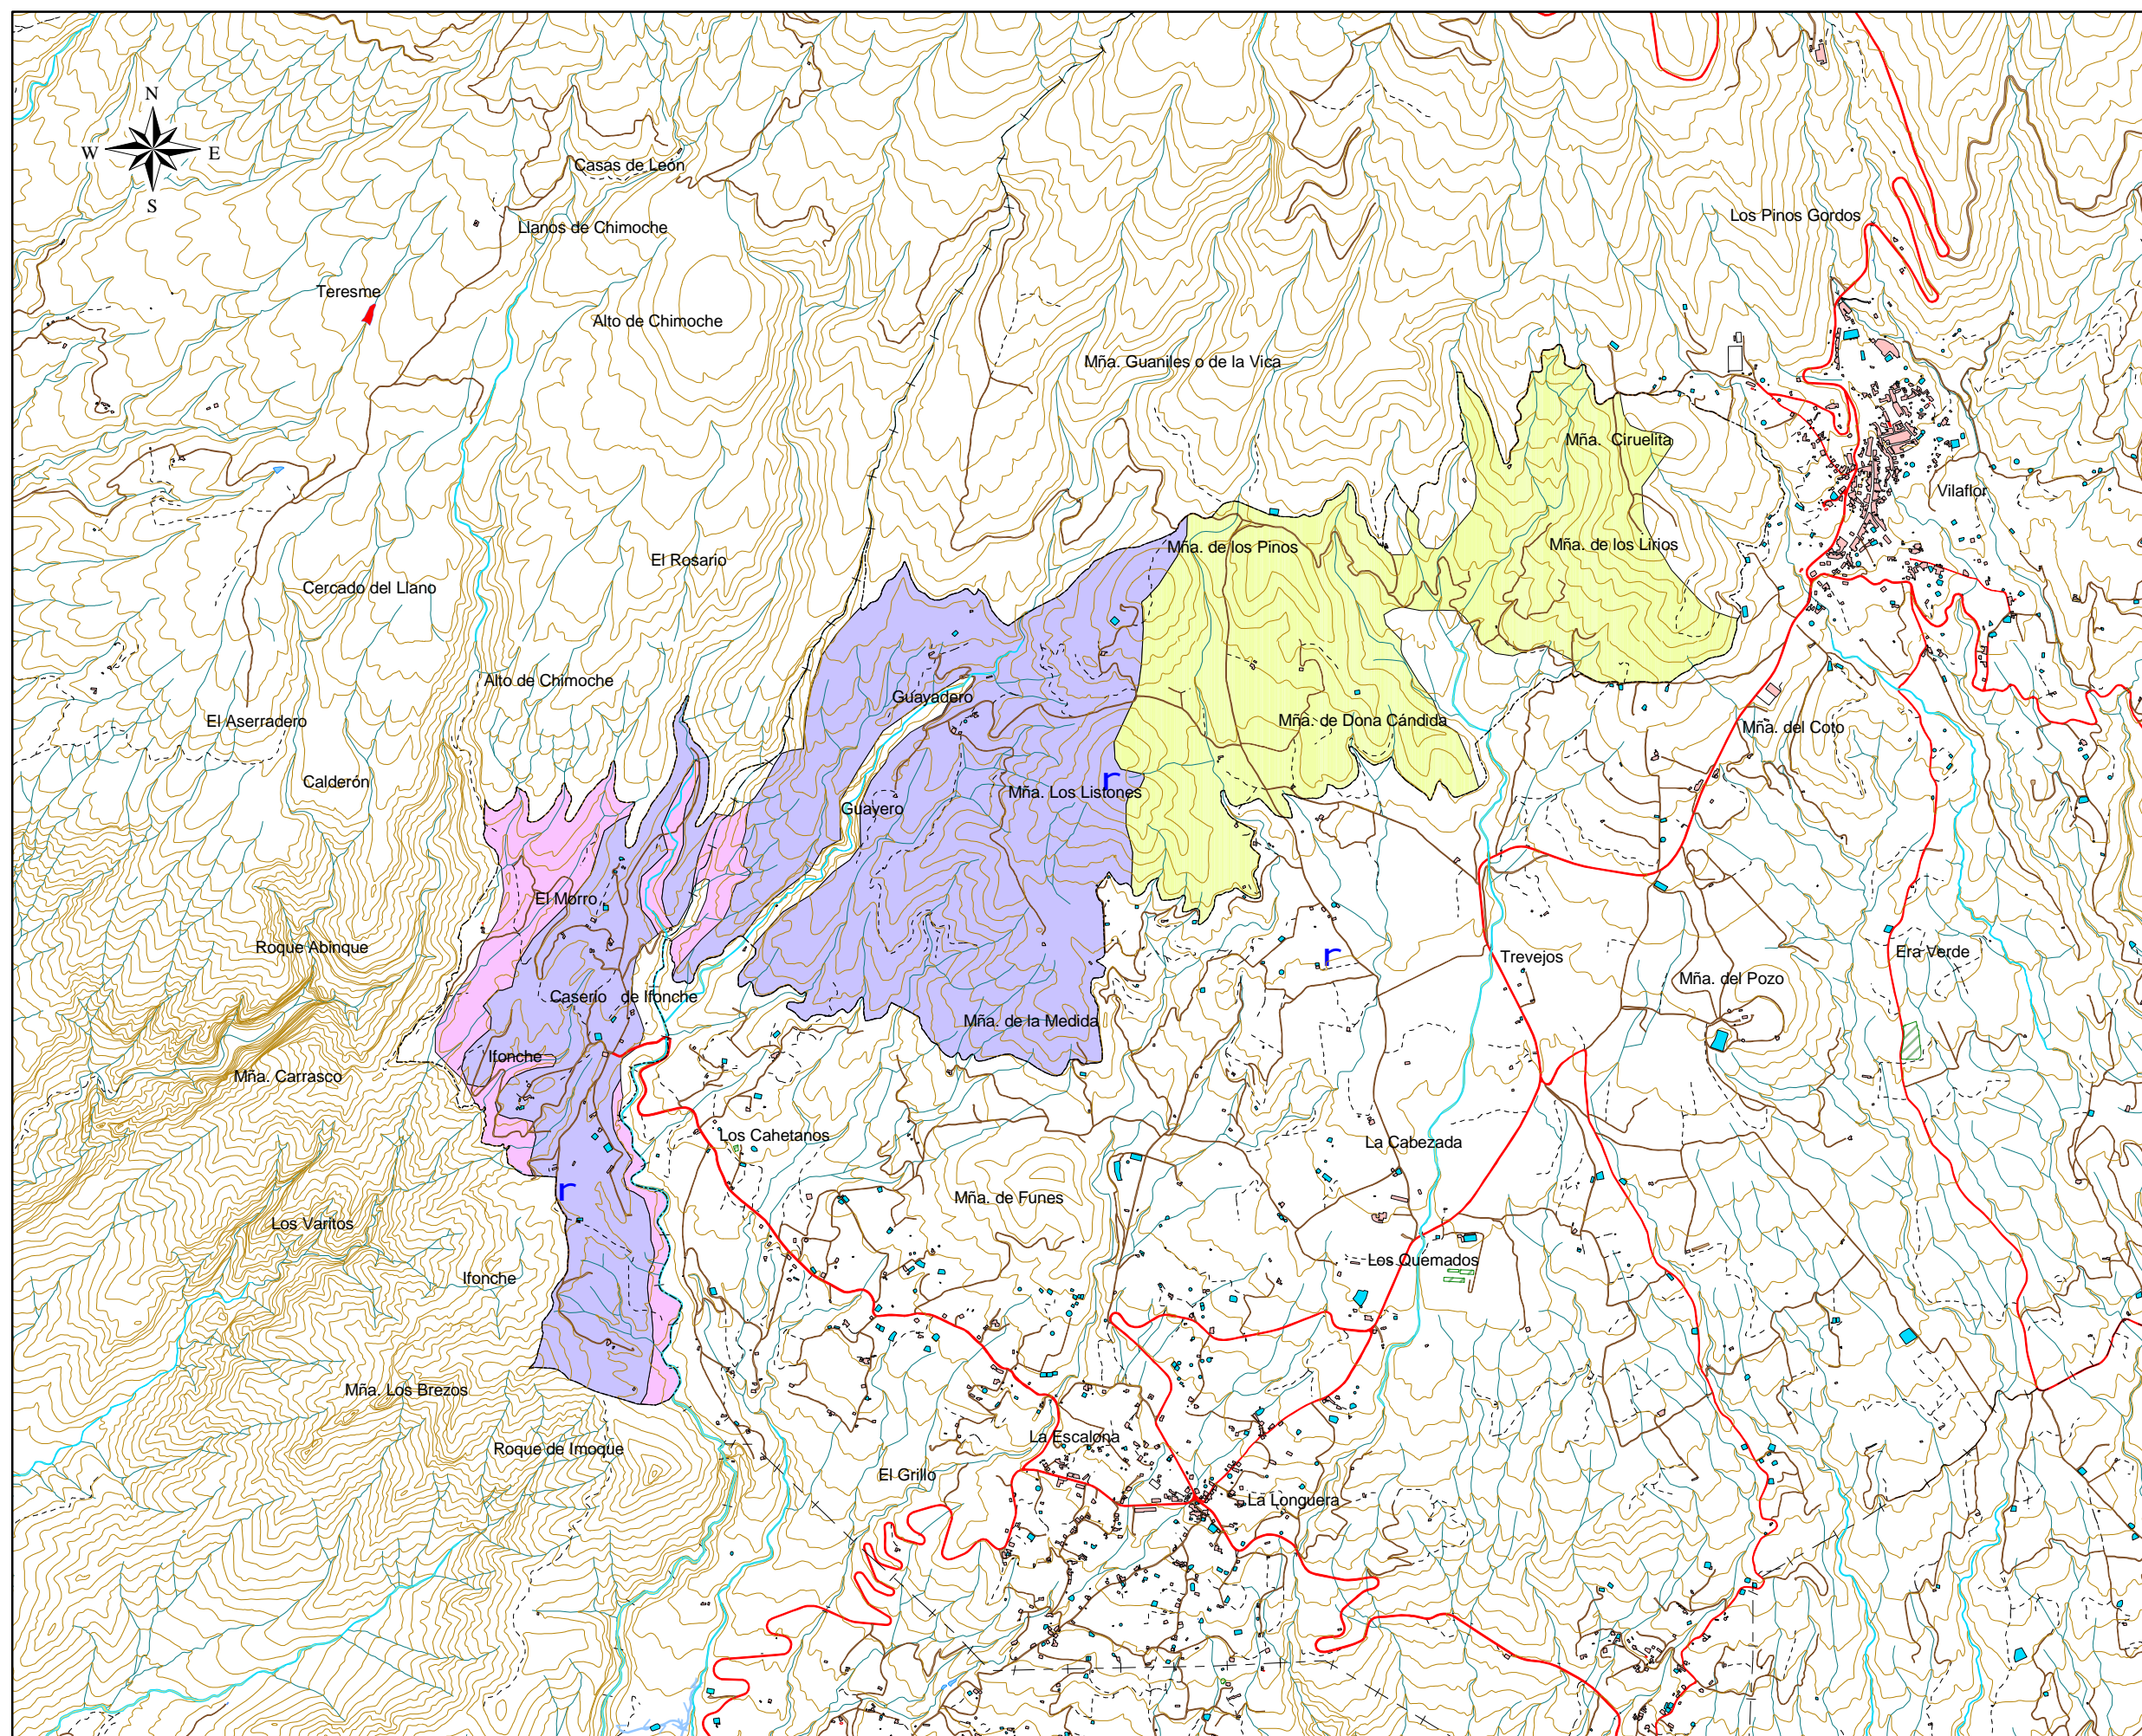 N
W E
S
Casas de León
Los Pinos Gordos
Llanos de Chimoche
Teresme
Alto de Chimoche
Mña. Guaniles o de la Vica
Mña. Ciruelita
Vilaflor
Mña. de los Pinos
Mña. de los Lirios
El Rosario
Cercado del Llano
Alto de Chimoche
Guayadero
El Aserradero
Mña. de Dona Cándida
Mña. del Coto
Calderón
r
Mña. Los Listones
Guayero
El Morro
Roque Abinque
r
Trevejos
Era Verde
Mña. del Pozo
Caserio de Ifonche
Mña. de la Medida
Ifonche
Mña. Carrasco
Los Cahetanos
La Cabezada
r
Mña. de Funes
Los Varitos
Los Quemados
Ifonche
Mña. Los Brezos
La Escalona
Roque de Imoque
El Grillo
La Longuera